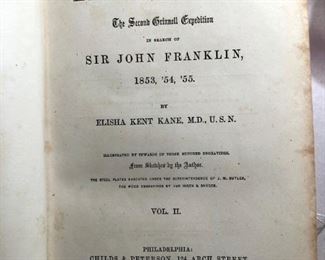 The Second Grinnell Expedition
IN SEARCH OF
SIR JOHN FRANKLIN,
1853, '54, '55.
BY
ELISHA KENT KANE, M.D., U.S.N.
ILLUSTRATED BY UPWARDS OF THREE HUNDRED ENGRAVINGS,
From Sketches by the Author.
THE STEEL PLATES EXECUTED UNDER THE SUPERINTENDENCE OF J. M. BUTLER,
THE WOOD ENGRAVINGS BY VAN INGEN & SNYDER.
VOL. II.
PHILADELPHIA:
CHILDS & PETERSON, 124 ARCH STREET